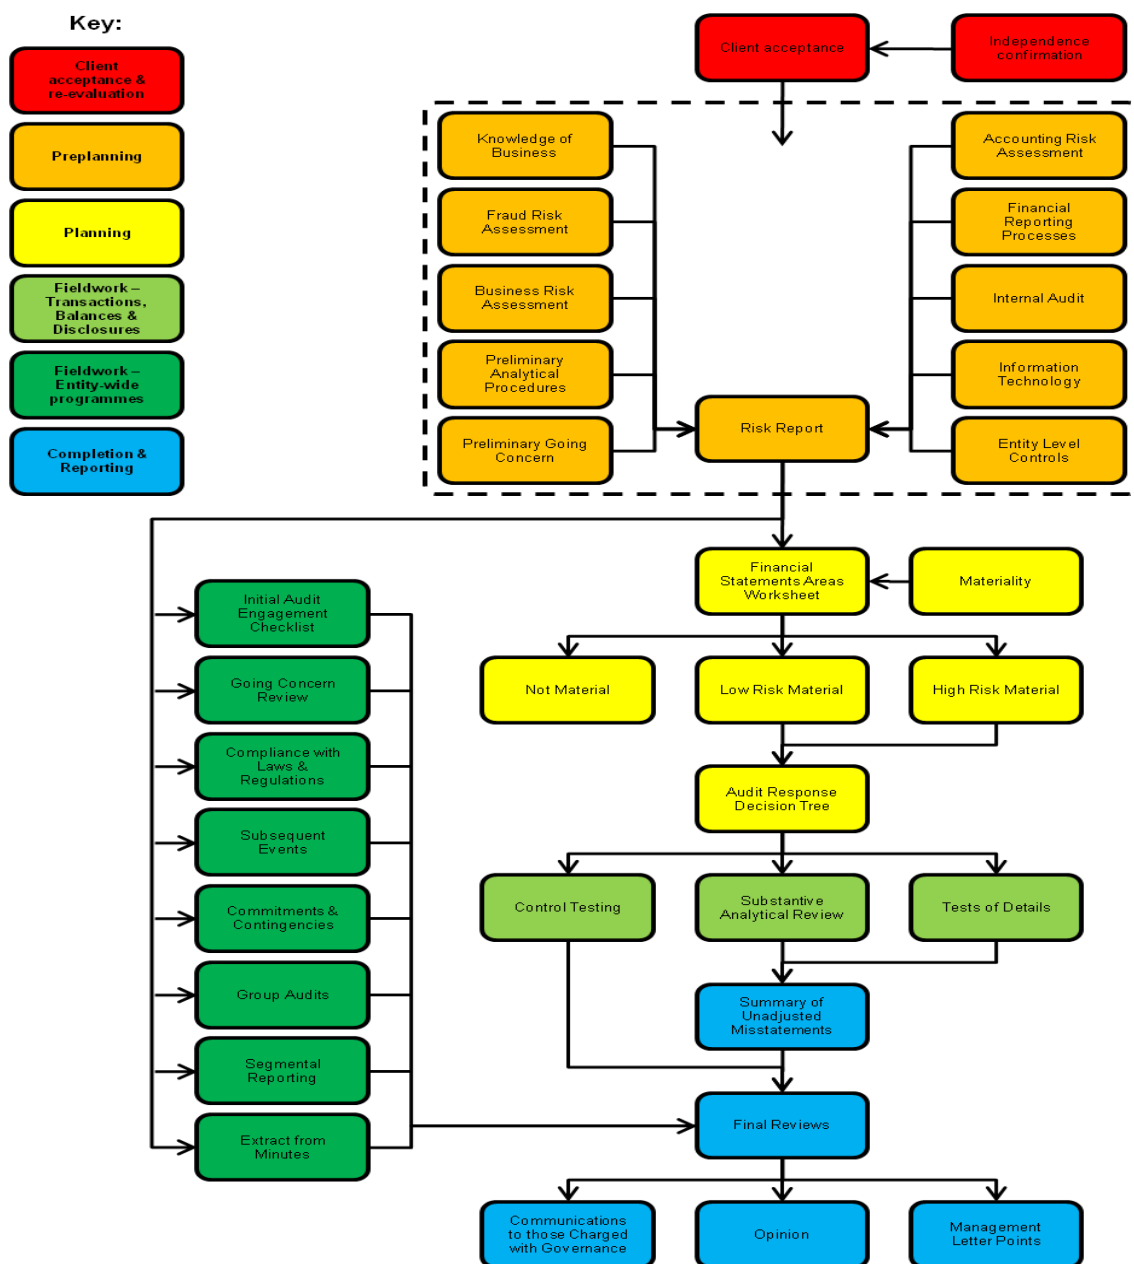 Key:
Client
acceptance &
re-evaluation
Preplanning
Planning
Fieldwork –
Transactions,
Balances &
Disclosures
Fieldwork –
Entity-wide
programmes
Completion &
Reporting
Client acceptance
Independence
confirmation
Knowledge of
Business
Fraud Risk
Assessment
Business Risk
Assessment
Preliminary
Analytical
Procedures
Preliminary Going
Concern
Risk Report
Accounting Risk
Assessment
Financial
Reporting
Processes
Internal Audit
Information
Technology
Entity Level
Controls
Financial
Statements Areas
Worksheet
Materiality
Not Material
Low Risk Material
High Risk Material
Audit Response
Decision Tree
Control Testing
Substantive
Analytical Review
Tests of Details
Summary of
Unadjusted
Misstatements
Initial Audit
Engagement
Checklist
Going Concern
Review
Compliance with
Laws &
Regulations
Subsequent
Events
Commitments &
Contingencies
Group Audits
Segmental
Reporting
Extract from
Minutes
Final Reviews
Communications
to those Charged
with Governance
Opinion
Management
Letter Points